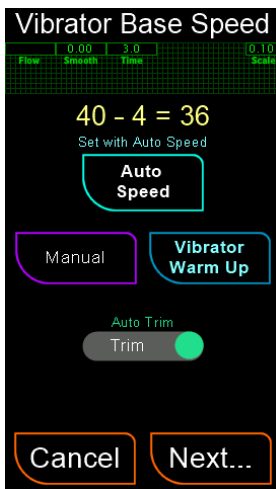 Vibrator Base Speed
0.00 3.0 0.10
Flow Smooth Time Scale
40 - 4 = 36
Set with Auto Speed
Auto
Speed
Manual
Vibrator
Warm Up
Auto Trim
Trim
Cancel
Next...